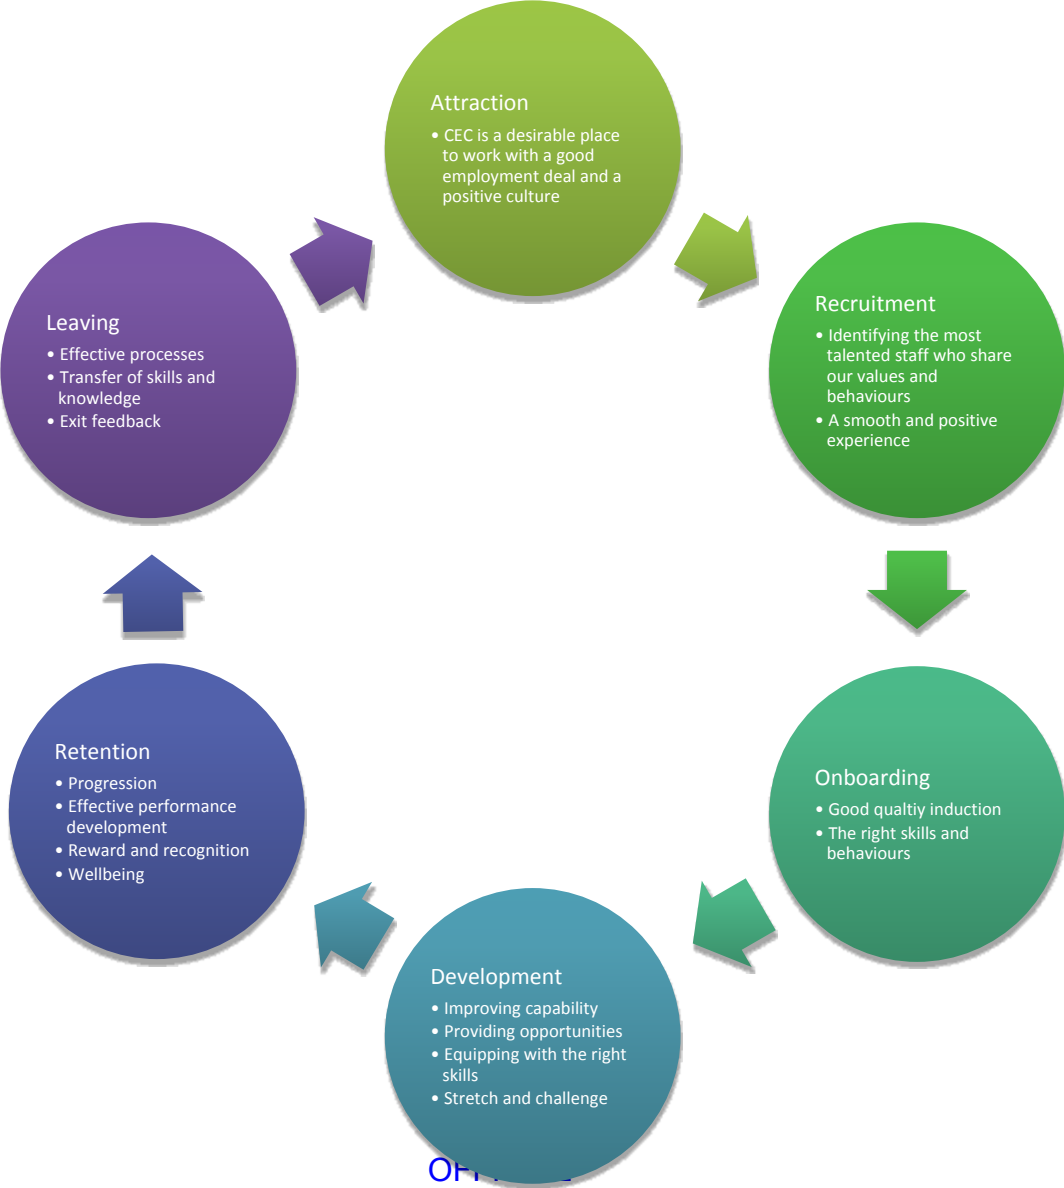 Attraction
• CEC is a desirable place
to work with a good
employment deal and a
positive culture
Recruitment
• Identifying the most
talented staff who share
our values and
behaviours
• A smooth and positive
experience
Onboarding
• Good qualtiy induction
• The right skills and
behaviours
Development
• Improving capability
• Providing opportunities
• Equipping with the right
skills
• Stretch and challenge
Retention
• Progression
• Effective performance
development
• Reward and recognition
• Wellbeing
Leaving
• Effective processes
• Transfer of skills and
knowledge
• Exit feedback